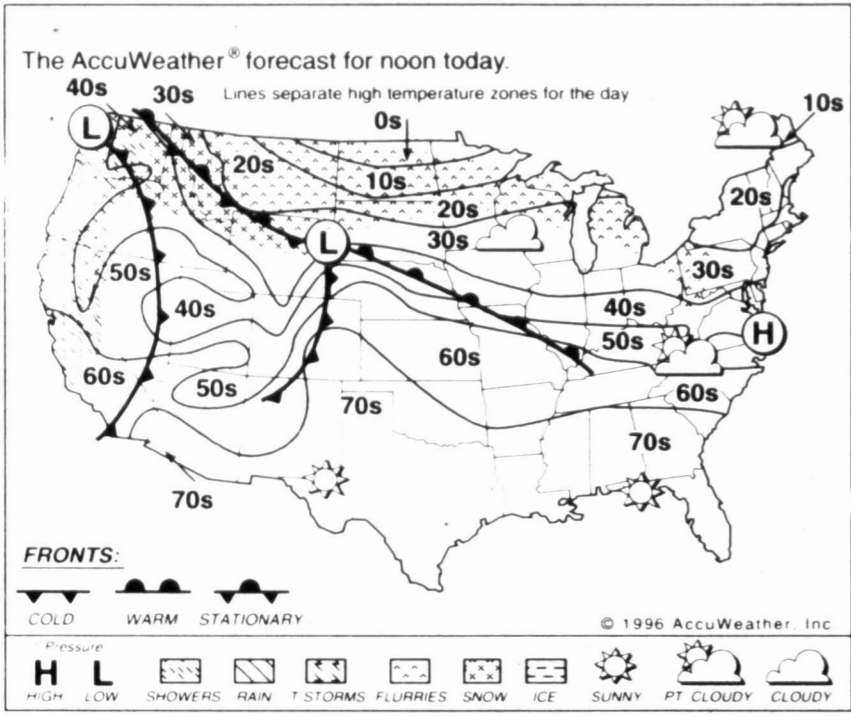 The AccuWeather® forecast for noon today.
Lines separate high temperature zones for the day
40s
30s
0s
10s
L
20s
10s
20s
20s
30s
L
50s
30s
40s
40s
50s
H
60s
60s
50s
60s
70s
70s
70s
FRONTS:
COLD WARM STATIONARY
© 1996 AccuWeather. Inc
Pressure
H L
HIGH LOW SHOWERS RAIN T STORMS FLURRIES SNOW ICE SUNNY PT CLOUDY CLOUDY